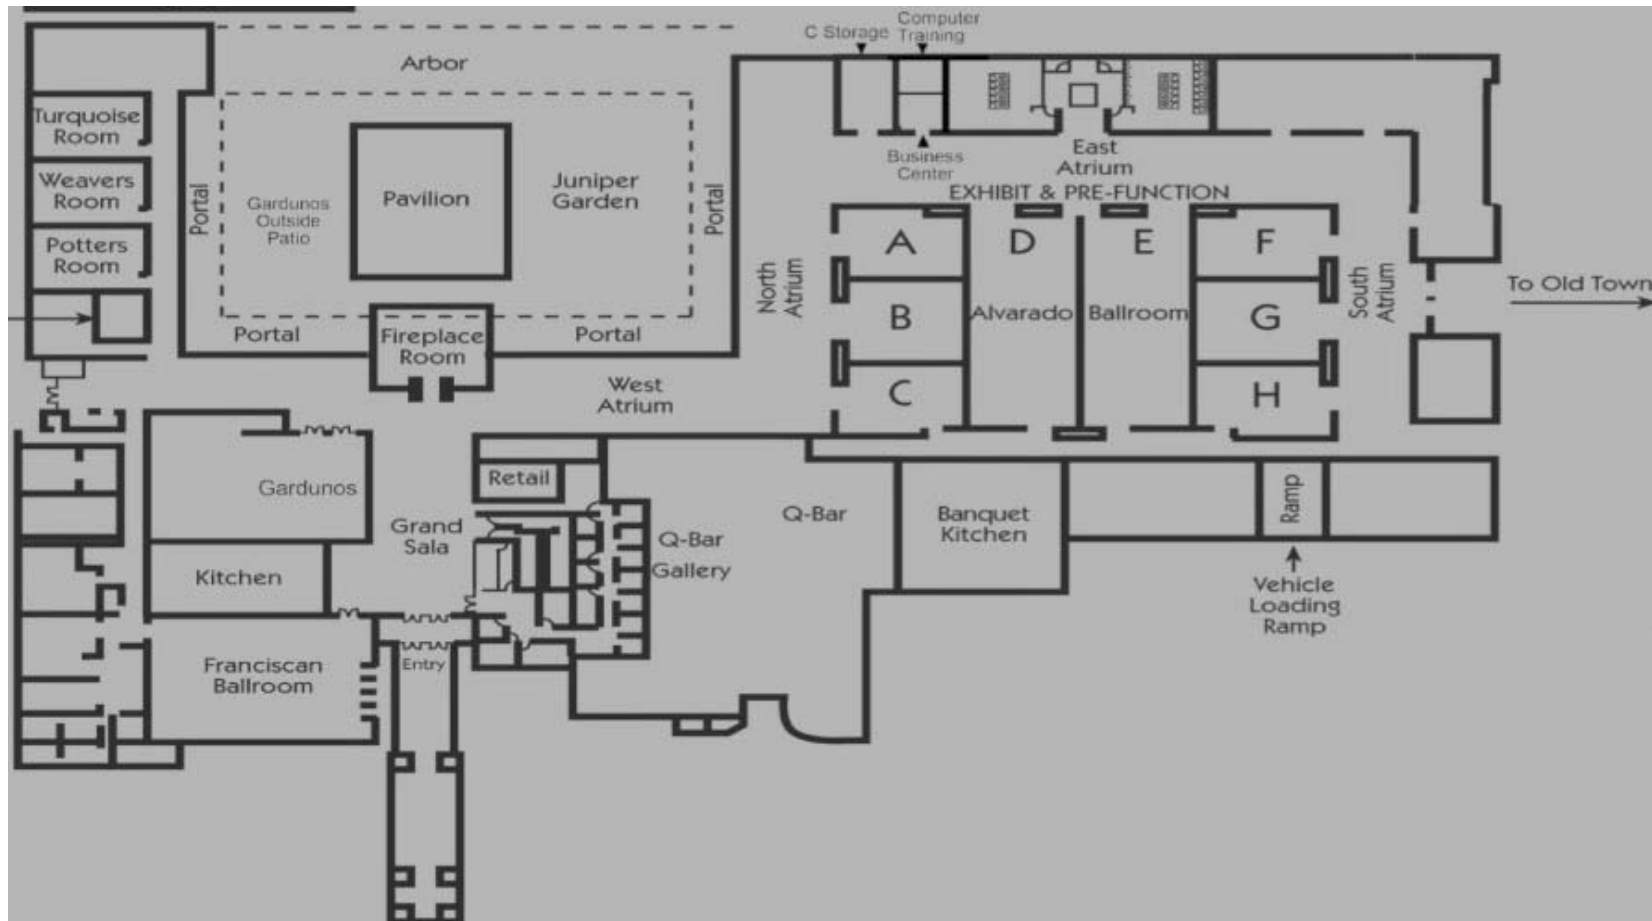 C Storage
Computer
Training
Arbor
Turquoise
Room
Weavers
Room
Potters
Room
Portal
Gardunos
Outside
Patio
Pavilion
Juniper
Garden
Portal
Portal
Fireplace
Room
Portal
Business
Center
East
Atrium
EXHIBIT & PRE-FUNCTION
North
Atrium
A
B
C
D
E
Alvarado
Ballroom
F
G
H
South
Atrium
To Old Town
West
Atrium
Gardunos
Retail
Grand
Sala
Kitchen
Q-Bar
Gallery
Q-Bar
Banquet
Kitchen
Ramp
Vehicle
Loading
Ramp
Franciscan
Ballroom
Entry